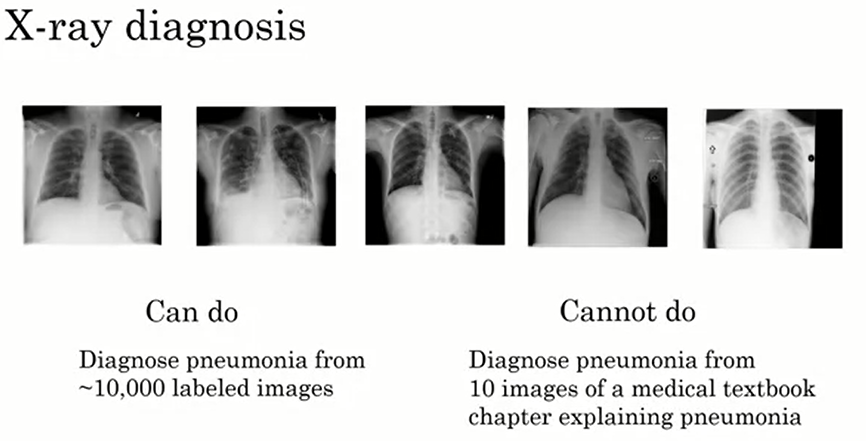 X-ray diagnosis
Can do
Diagnose pneumonia from
~10,000 labeled images
Cannot do
Diagnose pneumonia from
10 images of a medical textbook
chapter explaining pneumonia